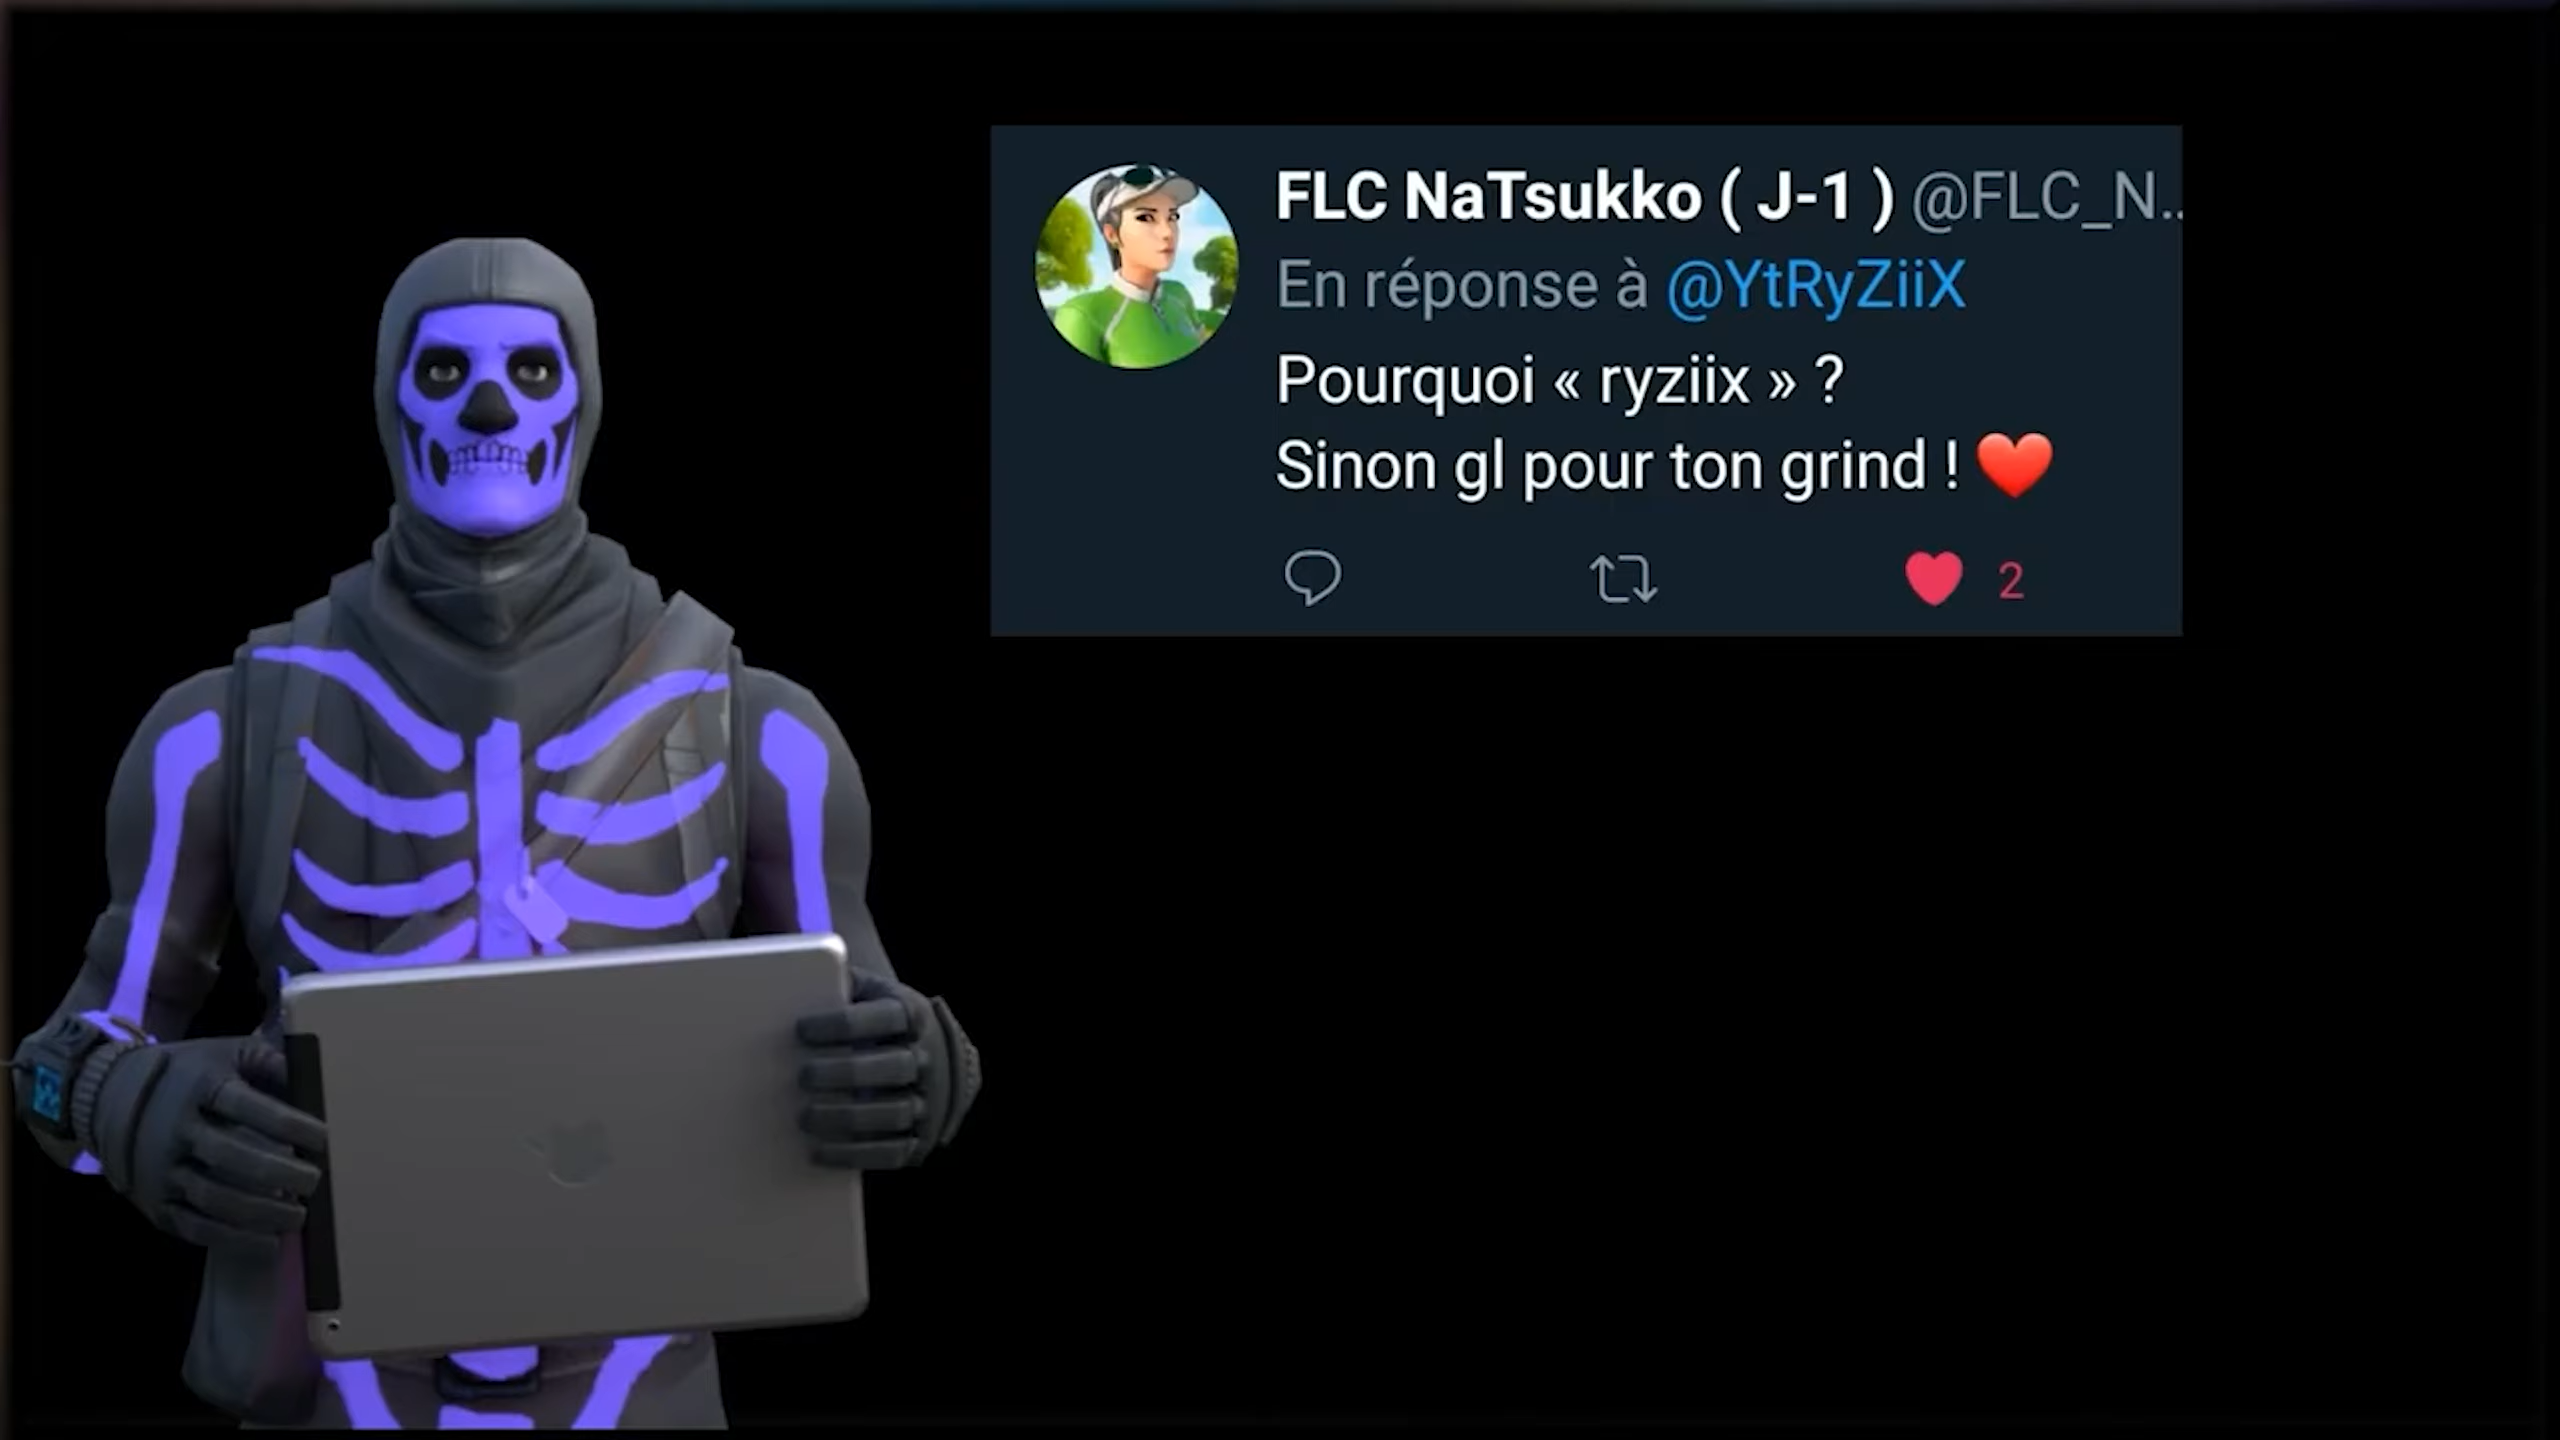 FLC NaTsukko ( J-1 ) @FLC_N..
En réponse à @YtRyZiiX
Pourquoi « ryziix » ?
Sinon gl pour ton grind ! ❤️
2